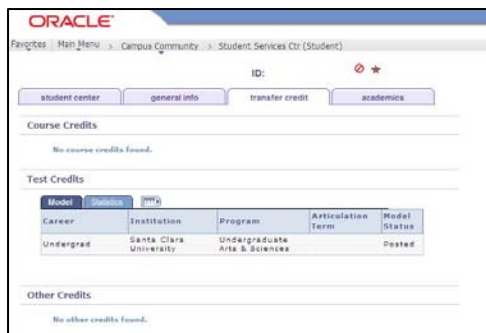 ORACLE
Favorites Main Menu > Campus Community > Student Services Ctr (Student)
ID:
student center general info transfer credit academics
Course Credits
No course credits found.
Test Credits
Model Statistics
Career Institution Program Articulation Term Model Status
Undergrad Santa Clara University Undergraduate Arts & Sciences Posted
Other Credits
No other credits found.